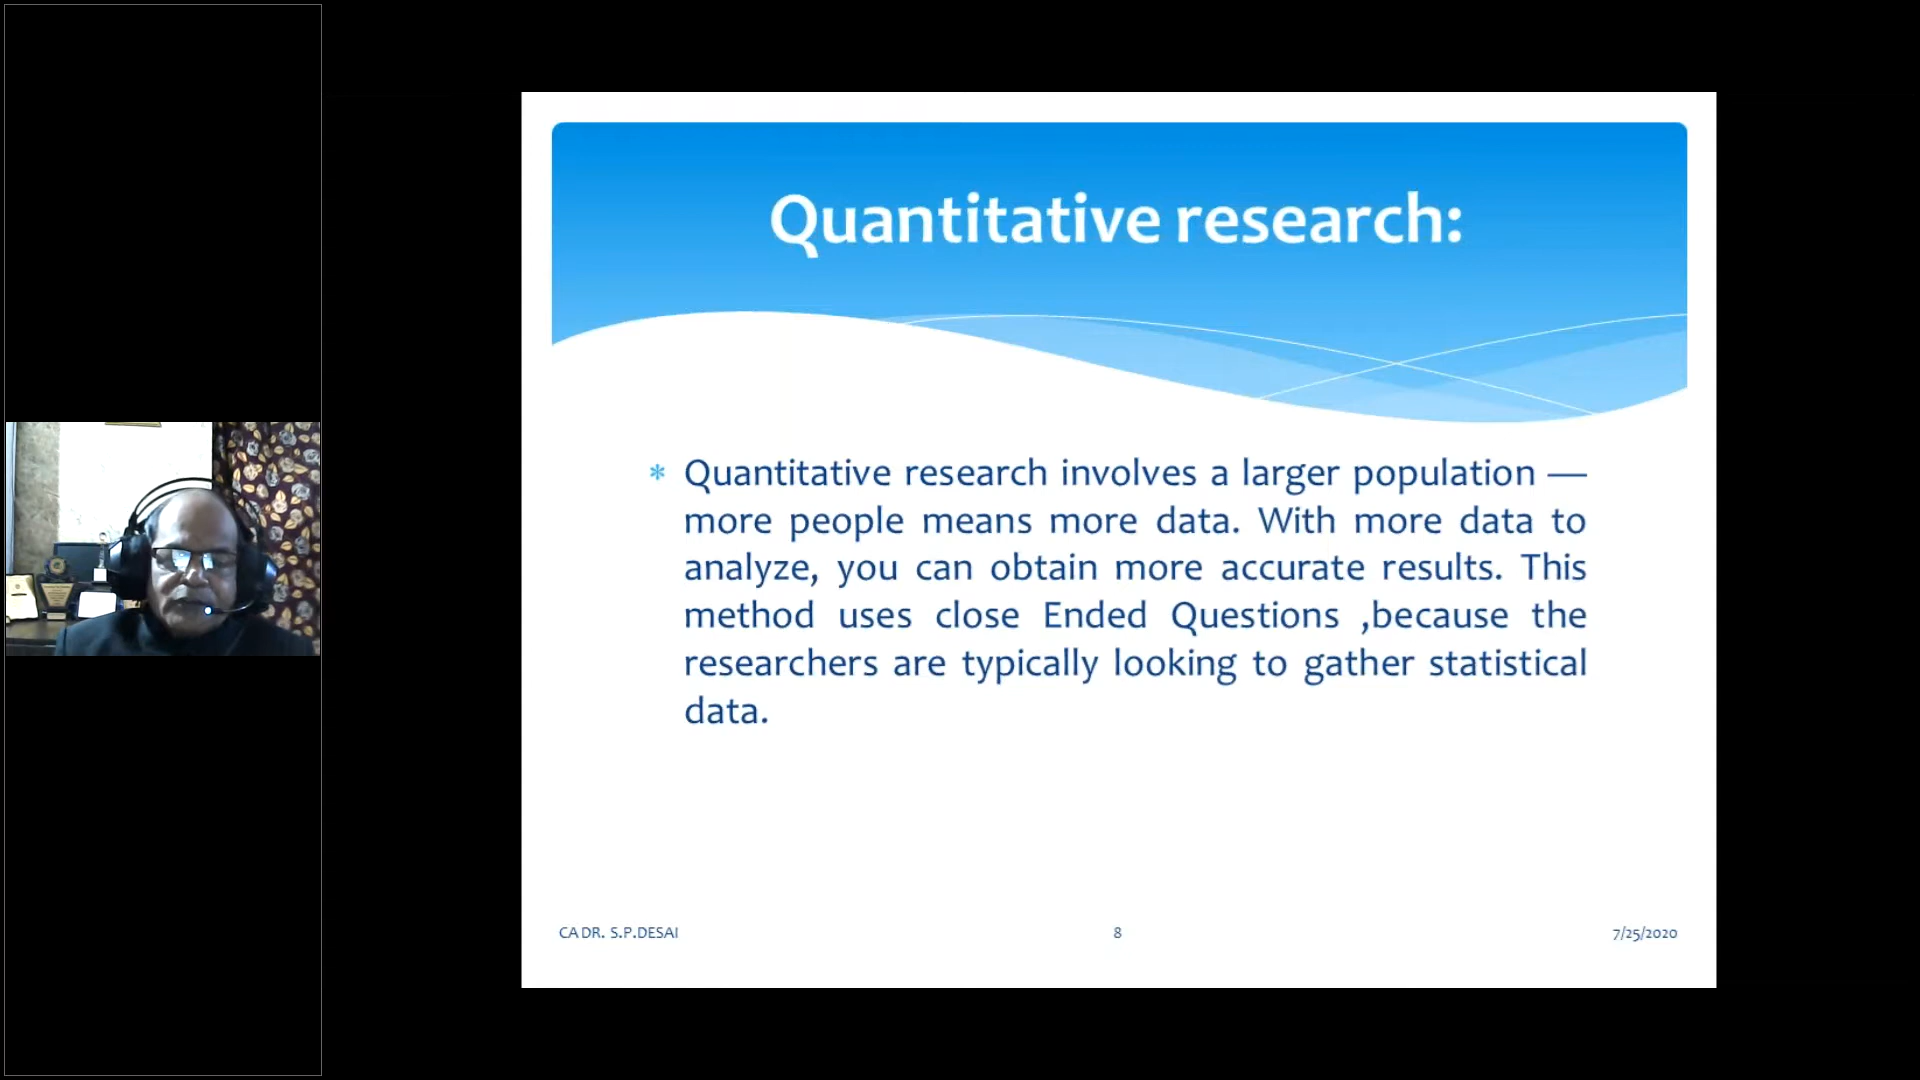 Quantitative research:
* Quantitative research involves a larger population —
more people means more data. With more data to
analyze, you can obtain more accurate results. This
method uses close Ended Questions ,because the
researchers are typically looking to gather statistical
data.
CA DR. S.P.DESAI
8
7/25/2020